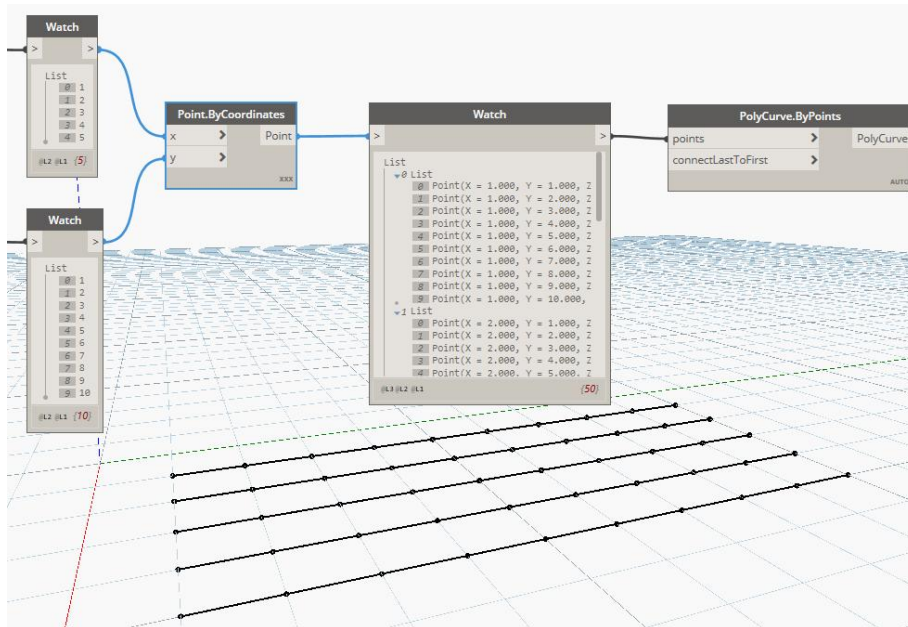 Watch
> >
List
0 1
1 2
2 3
3 4
4 5
@L2 @L1 {5}
Point.ByCoordinates
x > Point
y >
xxx
Watch
> >
List
0 List
0 Point(X = 1.000, Y = 1.000, Z
1 Point(X = 1.000, Y = 2.000, Z
2 Point(X = 1.000, Y = 3.000, Z
3 Point(X = 1.000, Y = 4.000, Z
4 Point(X = 1.000, Y = 5.000, Z
5 Point(X = 1.000, Y = 6.000, Z
6 Point(X = 1.000, Y = 7.000, Z
7 Point(X = 1.000, Y = 8.000, Z
8 Point(X = 1.000, Y = 9.000, Z
9 Point(X = 1.000, Y = 10.000,
1 List
0 Point(X = 2.000, Y = 1.000, Z
1 Point(X = 2.000, Y = 2.000, Z
2 Point(X = 2.000, Y = 3.000, Z
3 Point(X = 2.000, Y = 4.000, Z
4 Point(X = 2.000, Y = 5.000, Z
@L3 @L2 @L1 {50}
PolyCurve.ByPoints
points > PolyCurve
connectLastToFirst >
AUTO
Watch
> >
List
0 1
1 2
2 3
3 4
4 5
5 6
6 7
7 8
8 9
9 10
@L2 @L1 {10}